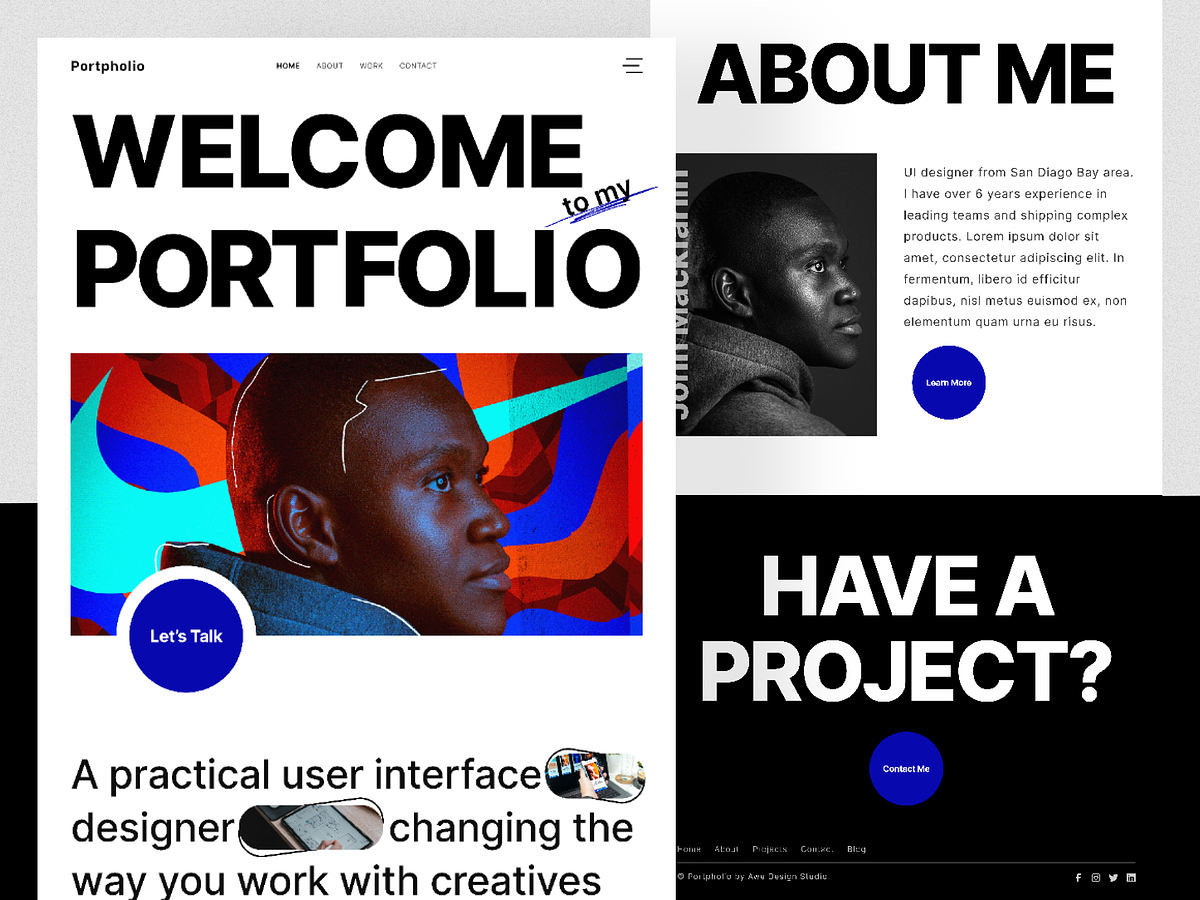 Portpholio
HOME ABOUT WORK CONTACT
WELCOME
to my
PORTFOLIO
Let's Talk
A practical user interface
designer changing the
way you work with creatives
ABOUT ME
John Mackfannn
UI designer from San Diago Bay area.
I have over 6 years experience in
leading teams and shipping complex
products. Lorem ipsum dolor sit
amet, consectetur adipiscing elit. In
fermentum, libero id efficitur
dapibus, nisl metus euismod ex, non
elementum quam urna eu risus.
Learn More
HAVE A
PROJECT?
Contact Me
Home About Projects Contact Blog
© Portpholio by Awe Design Studio